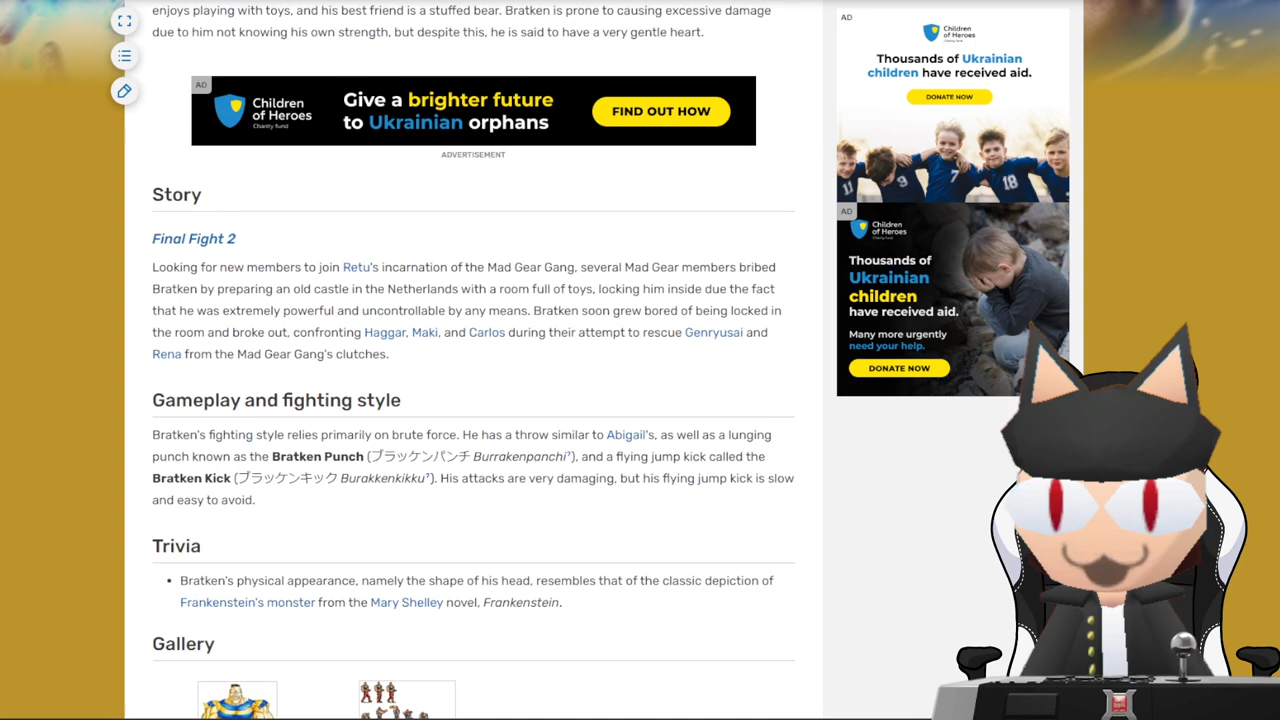 enjoys playing with toys, and his best friend is a stuffed bear. Bratken is prone to causing excessive damage
due to him not knowing his own strength, but despite this, he is said to have a very gentle heart.
AD
Children of Heroes
Charity fund
Give a brighter future
to Ukrainian orphans
FIND OUT HOW
ADVERTISEMENT
Story
Final Fight 2
Looking for new members to join Retu's incarnation of the Mad Gear Gang, several Mad Gear members bribed
Bratken by preparing an old castle in the Netherlands with a room full of toys, locking him inside due the fact
that he was extremely powerful and uncontrollable by any means. Bratken soon grew bored of being locked in
the room and broke out, confronting Haggar, Maki, and Carlos during their attempt to rescue Genryusai and
Rena from the Mad Gear Gang's clutches.
Gameplay and fighting style
Bratken's fighting style relies primarily on brute force. He has a throw similar to Abigail's, as well as a lunging
punch known as the Bratken Punch (ブラッケンパンチ Burrakenpanchi?), and a flying jump kick called the
Bratken Kick (ブラッケンキック Burakkenkikku?). His attacks are very damaging, but his flying jump kick is slow
and easy to avoid.
Trivia
• Bratken's physical appearance, namely the shape of his head, resembles that of the classic depiction of
Frankenstein's monster from the Mary Shelley novel, Frankenstein.
Gallery
AD
Children
of Heroes
Charity fund
Thousands of Ukrainian
children have received aid.
DONATE NOW
11
9
7
18
AD
Children
of Heroes
Charity fund
Thousands of
Ukrainian
children
have received aid.
Many more urgently
need your help.
DONATE NOW